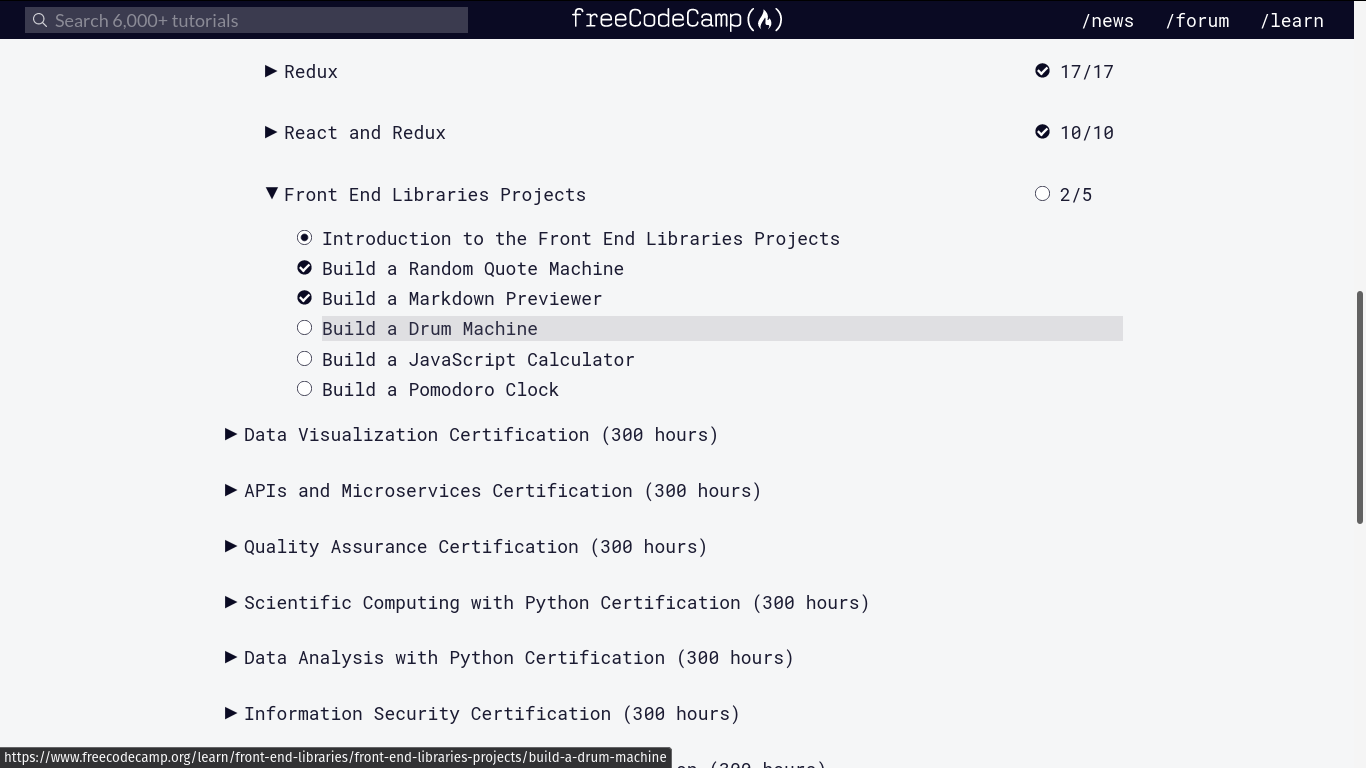 Search 6,000+ tutorials
freeCodeCamp(🔥)
/news /forum /learn
Redux 17/17
React and Redux 10/10
Front End Libraries Projects 2/5
Introduction to the Front End Libraries Projects
Build a Random Quote Machine
Build a Markdown Previewer
Build a Drum Machine
Build a JavaScript Calculator
Build a Pomodoro Clock
Data Visualization Certification (300 hours)
APIs and Microservices Certification (300 hours)
Quality Assurance Certification (300 hours)
Scientific Computing with Python Certification (300 hours)
Data Analysis with Python Certification (300 hours)
Information Security Certification (300 hours)
https://www.freecodecamp.org/learn/front-end-libraries/front-end-libraries-projects/build-a-drum-machine
(300 hours)